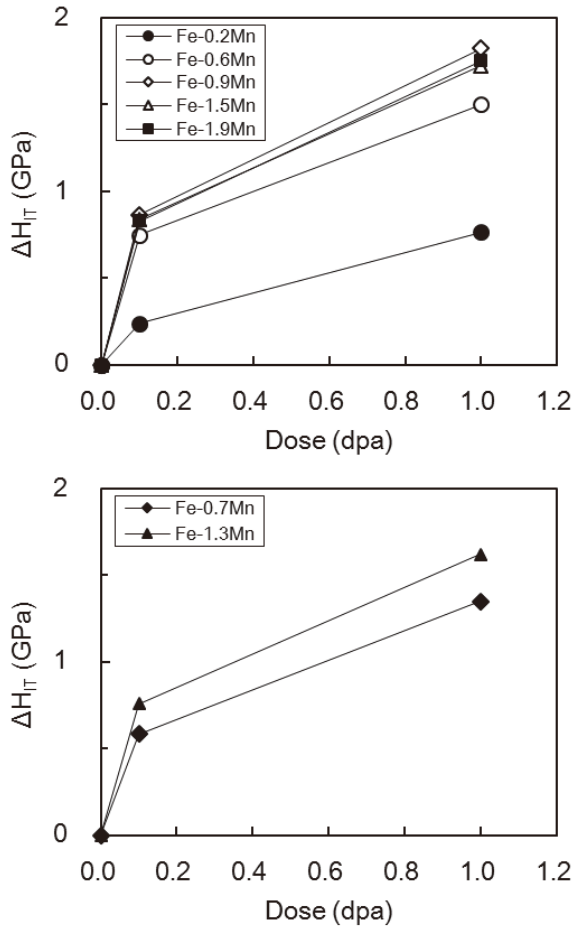 2
Fe-0.2Mn
Fe-0.6Mn
Fe-0.9Mn
Fe-1.5Mn
Fe-1.9Mn
ΔH_IT (GPa)
1
0
0.0 0.2 0.4 0.6 0.8 1.0 1.2
Dose (dpa)
2
Fe-0.7Mn
Fe-1.3Mn
ΔH_IT (GPa)
1
0
0.0 0.2 0.4 0.6 0.8 1.0 1.2
Dose (dpa)